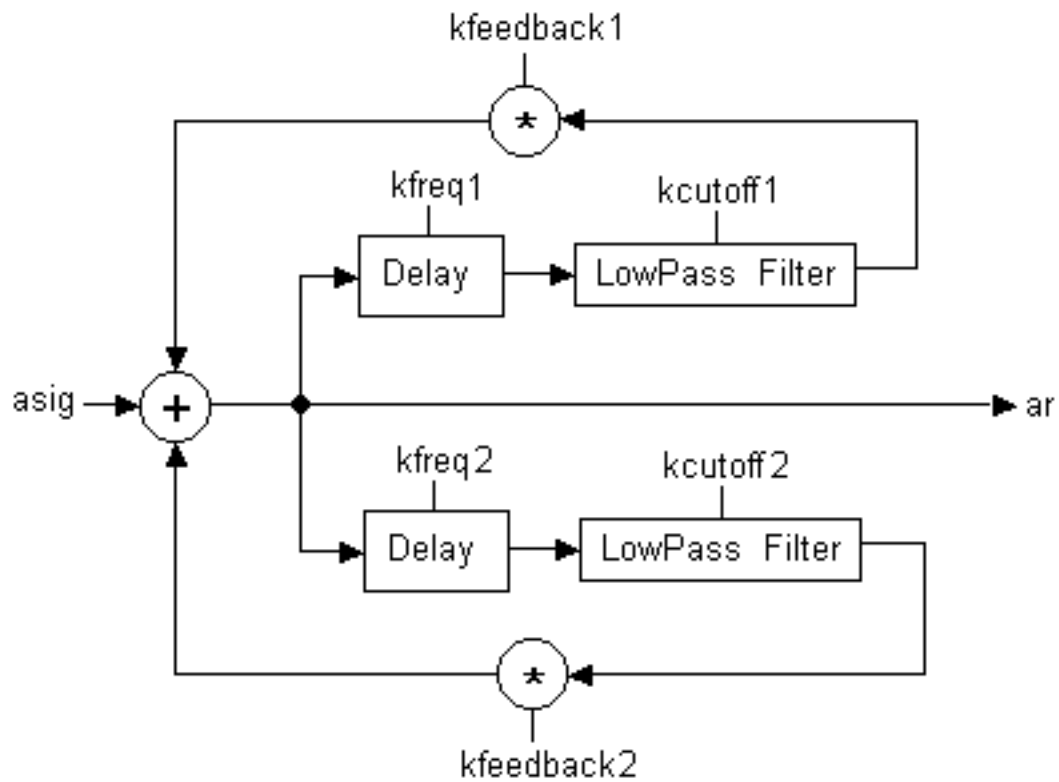 kfeedback1
*
kfreq1
kcutoff1
Delay
LowPass Filter
asig
+
ar
kfreq2
kcutoff2
Delay
LowPass Filter
*
kfeedback2